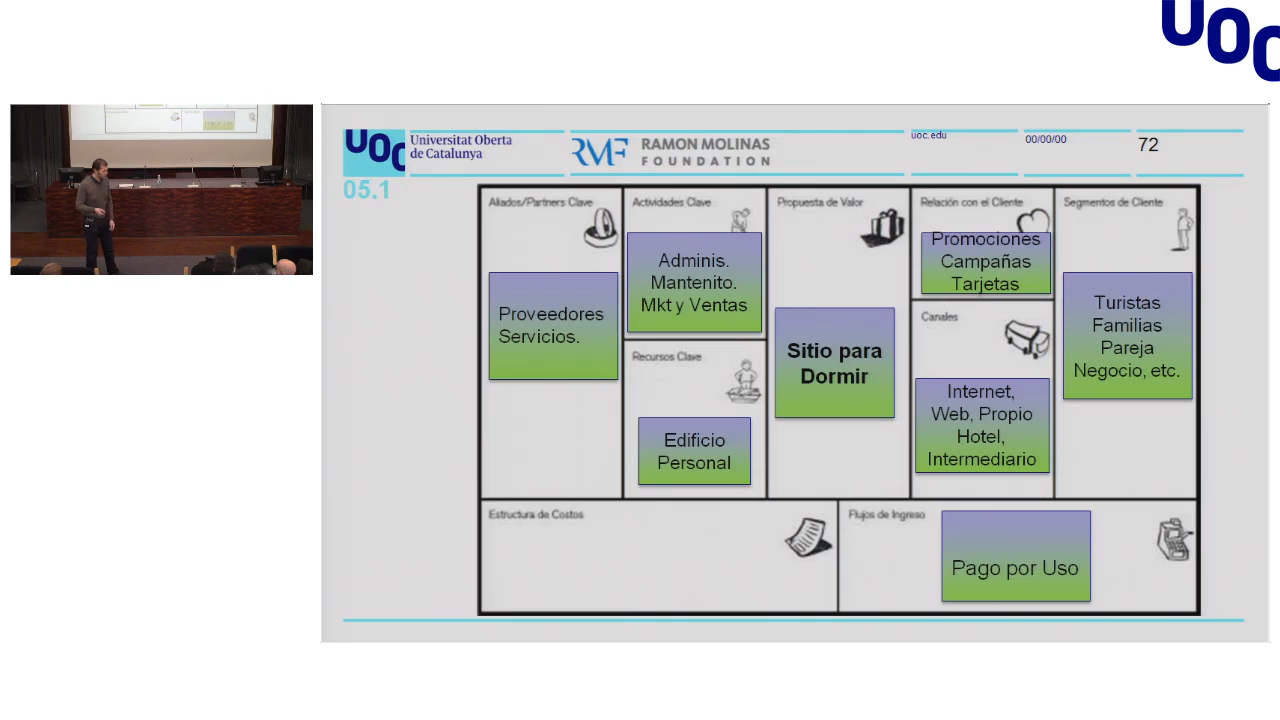 UOC
UOC
Universitat Oberta
de Catalunya
RMF
RAMON MOLINAS
FOUNDATION
uoc.edu
00/00/00
72
05.1
Aliados/Partners Clave
Proveedores
Servicios.
Actividades Clave
Adminis.
Mantenito.
Mkt y Ventas
Recursos Clave
Edificio
Personal
Propuesta de Valor
Sitio para
Dormir
Relación con el Cliente
Promociones
Campañas
Tarjetas
Canales
Internet,
Web, Propio
Hotel,
Intermediario
Segmentos de Cliente
Turistas
Familias
Pareja
Negocio, etc.
Estructura de Costos
Flujos de Ingreso
Pago por Uso